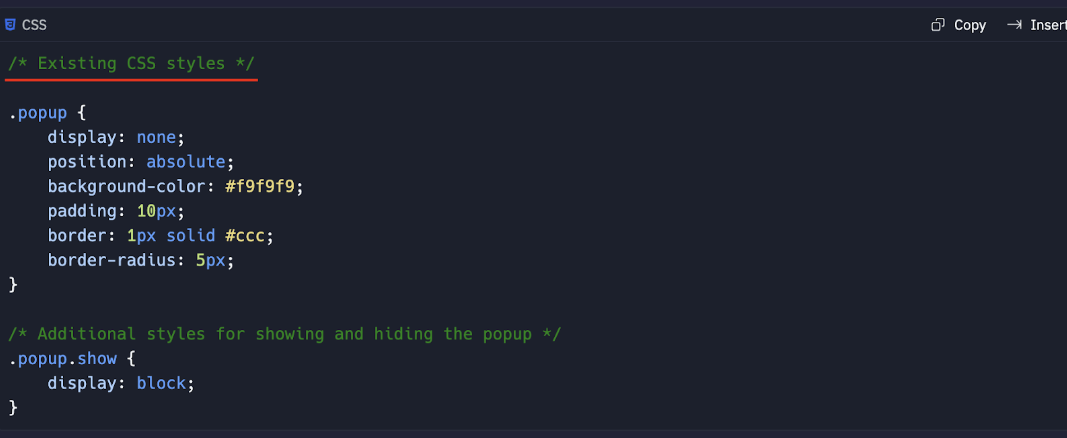 CSS
Copy
Insert
/* Existing CSS styles */
.popup {
    display: none;
    position: absolute;
    background-color: #f9f9f9;
    padding: 10px;
    border: 1px solid #ccc;
    border-radius: 5px;
}
/* Additional styles for showing and hiding the popup */
.popup.show {
    display: block;
}